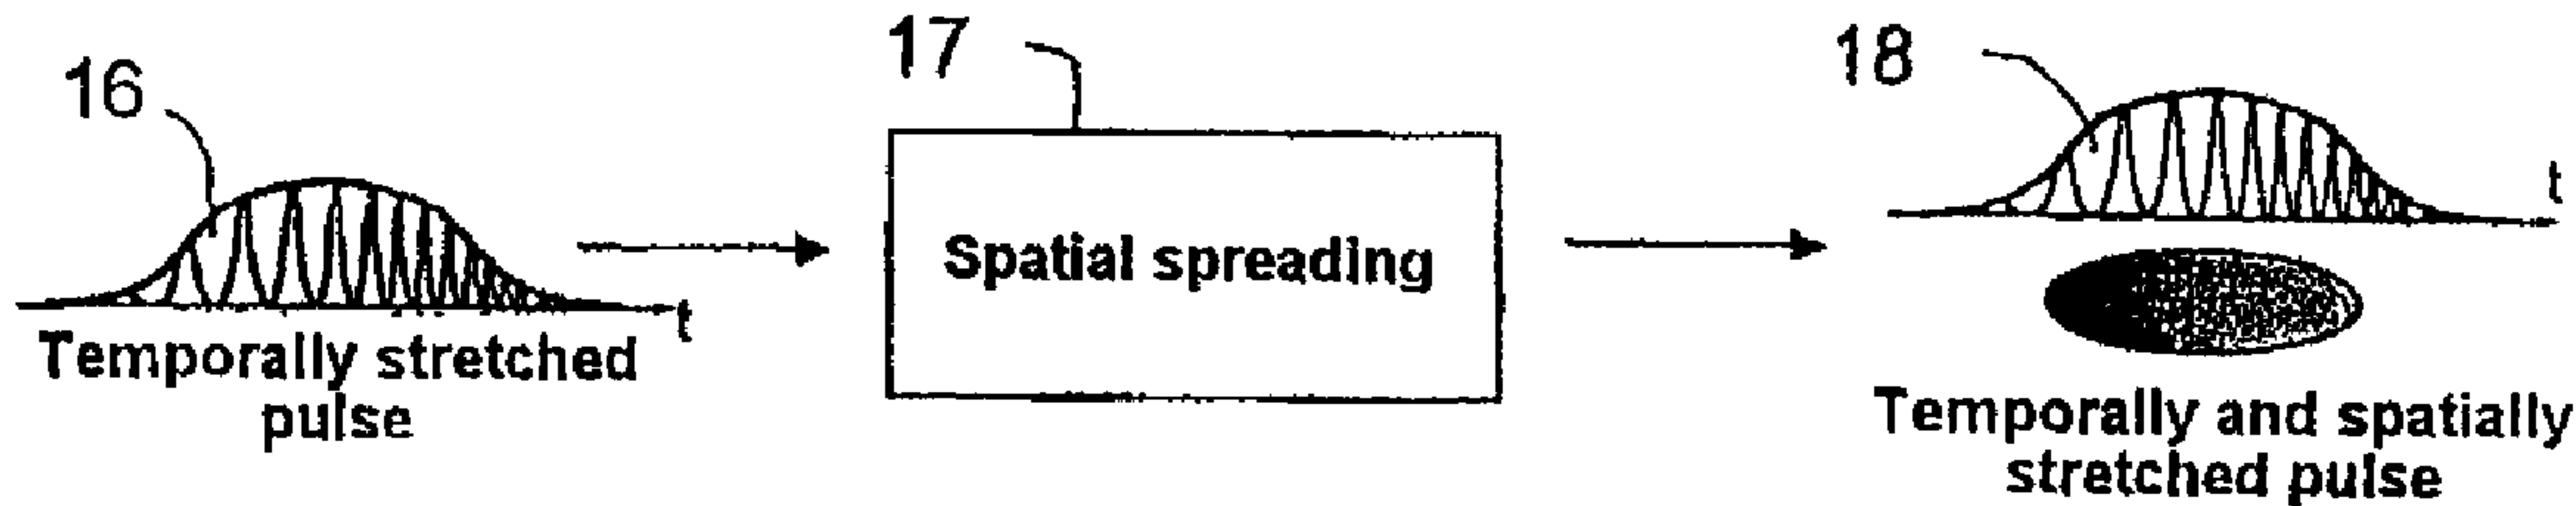 16
t
Temporally stretched
pulse
17
Spatial spreading
18
t
Temporally and spatially
stretched pulse